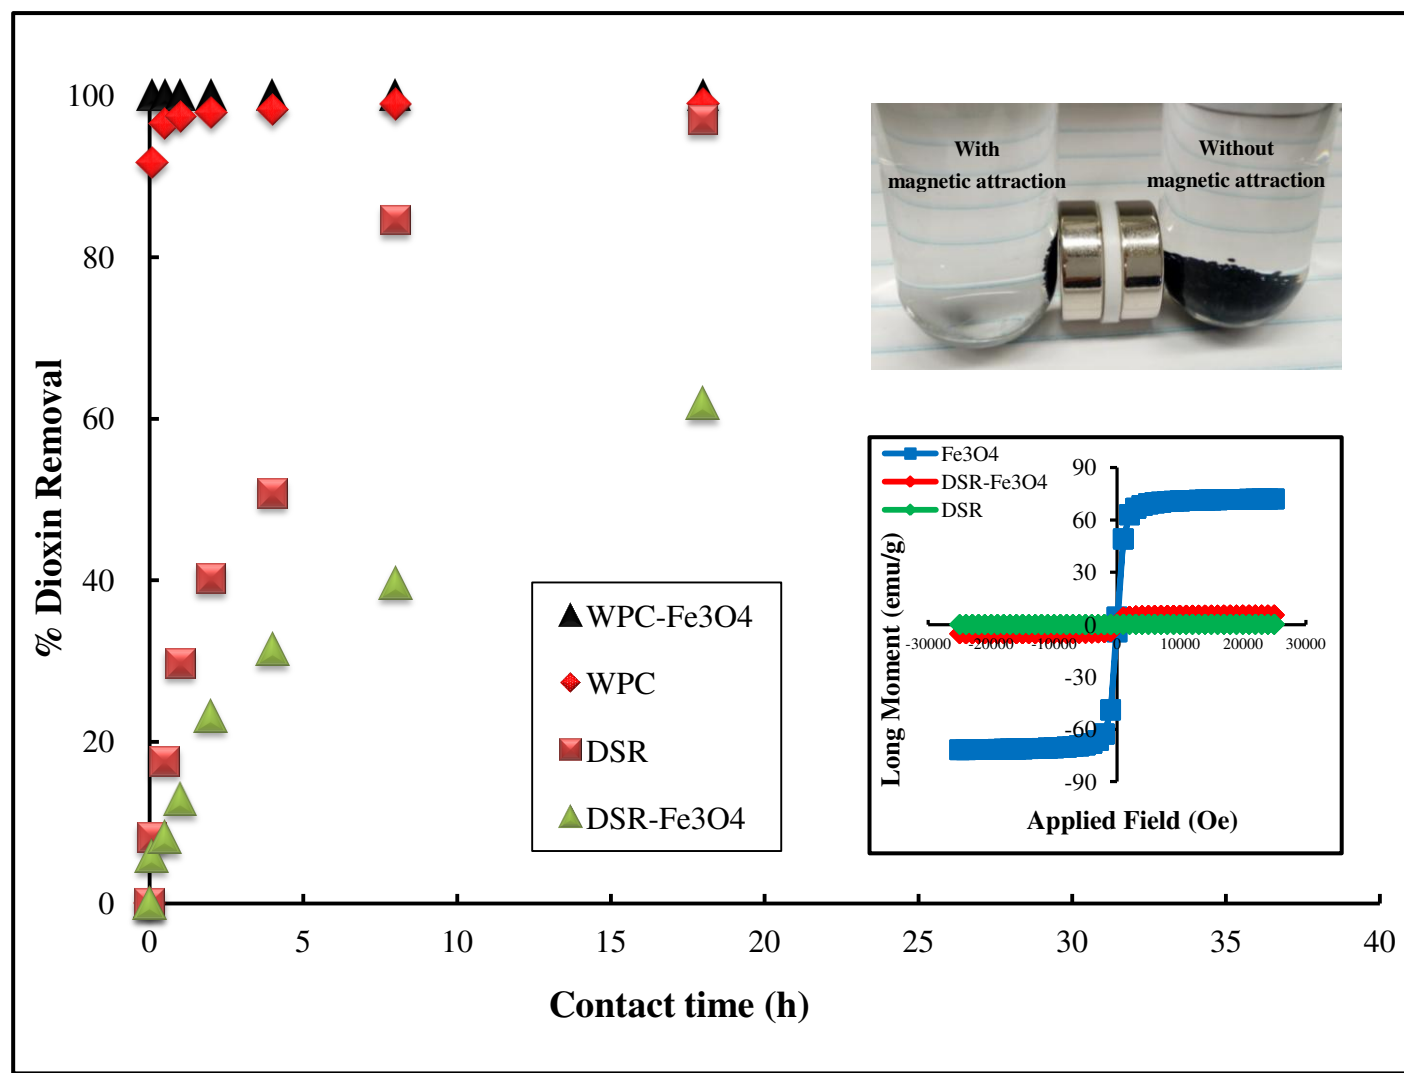 % Dioxin Removal
100
80
60
40
20
0
0 5 10 15 20 25 30 35 40
Contact time (h)
WPC-Fe3O4
WPC
DSR
DSR-Fe3O4
With
magnetic attraction
Without
magnetic attraction
Fe3O4
DSR-Fe3O4
DSR
Long Moment (emu/g)
90
60
30
0
-30
-60
-90
-30000 -20000 -10000 0 10000 20000 30000
Applied Field (Oe)